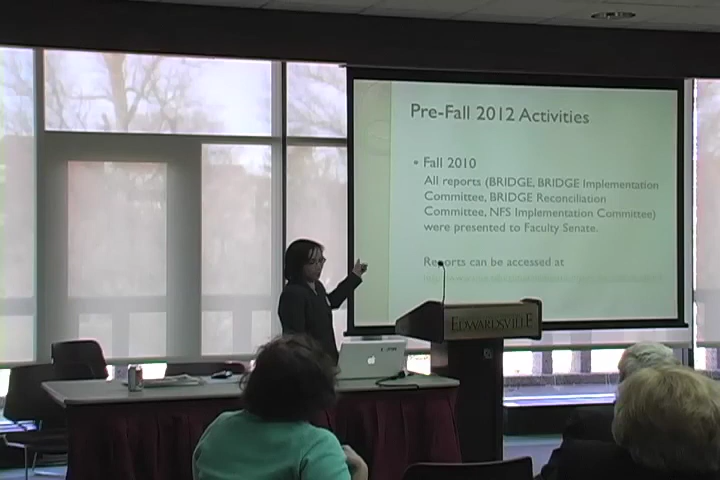 Pre-Fall 2012 Activities
• Fall 2010
All reports (BRIDGE, BRIDGE Implementation
Committee, BRIDGE Reconciliation
Committee, NFS Implementation Committee)
were presented to Faculty Senate.
Reports can be accessed at
EDWARDSVILLE